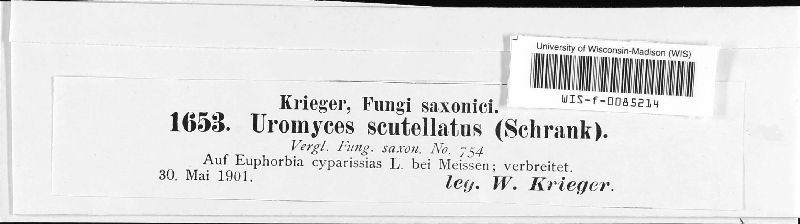 University of Wisconsin-Madison (WIS)
WIS-f-0085214
Krieger, Fungi saxonici.
1653. Uromyces scutellatus (Schrank).
Vergl. Fung. saxon. No. 754
Auf Euphorbia cyparissias L. bei Meissen; verbreitet.
30. Mai 1901. leg. W. Krieger.